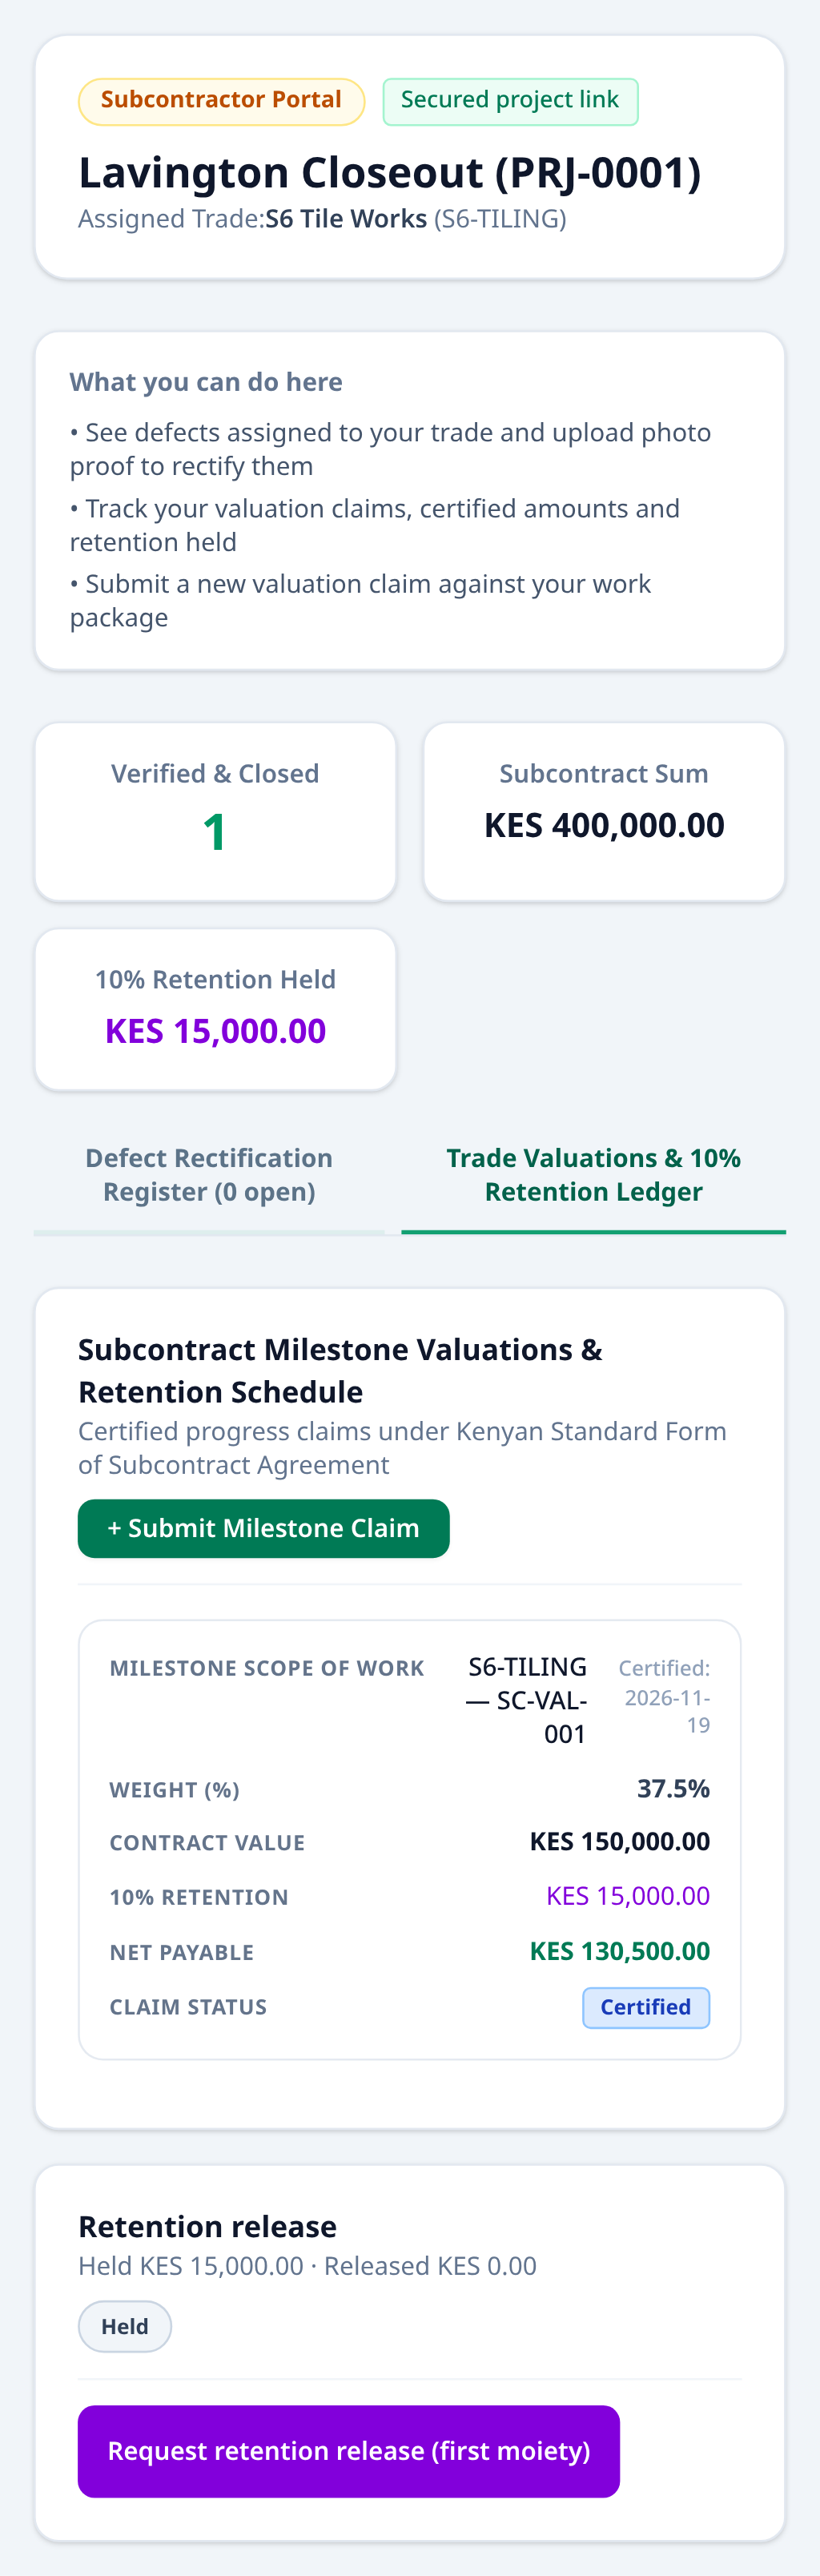 Subcontractor Portal
Secured project link
Lavington Closeout (PRJ-0001)
Assigned Trade:S6 Tile Works (S6-TILING)
What you can do here
• See defects assigned to your trade and upload photo
proof to rectify them
• Track your valuation claims, certified amounts and
retention held
• Submit a new valuation claim against your work
package
Verified & Closed
1
Subcontract Sum
KES 400,000.00
10% Retention Held
KES 15,000.00
Defect Rectification
Register (0 open)
Trade Valuations & 10%
Retention Ledger
Subcontract Milestone Valuations &
Retention Schedule
Certified progress claims under Kenyan Standard Form
of Subcontract Agreement
+ Submit Milestone Claim
MILESTONE SCOPE OF WORK
S6-TILING
— SC-VAL-
001
Certified:
2026-11-
19
WEIGHT (%)
37.5%
CONTRACT VALUE
KES 150,000.00
10% RETENTION
KES 15,000.00
NET PAYABLE
KES 130,500.00
CLAIM STATUS
Certified
Retention release
Held KES 15,000.00 · Released KES 0.00
Held
Request retention release (first moiety)